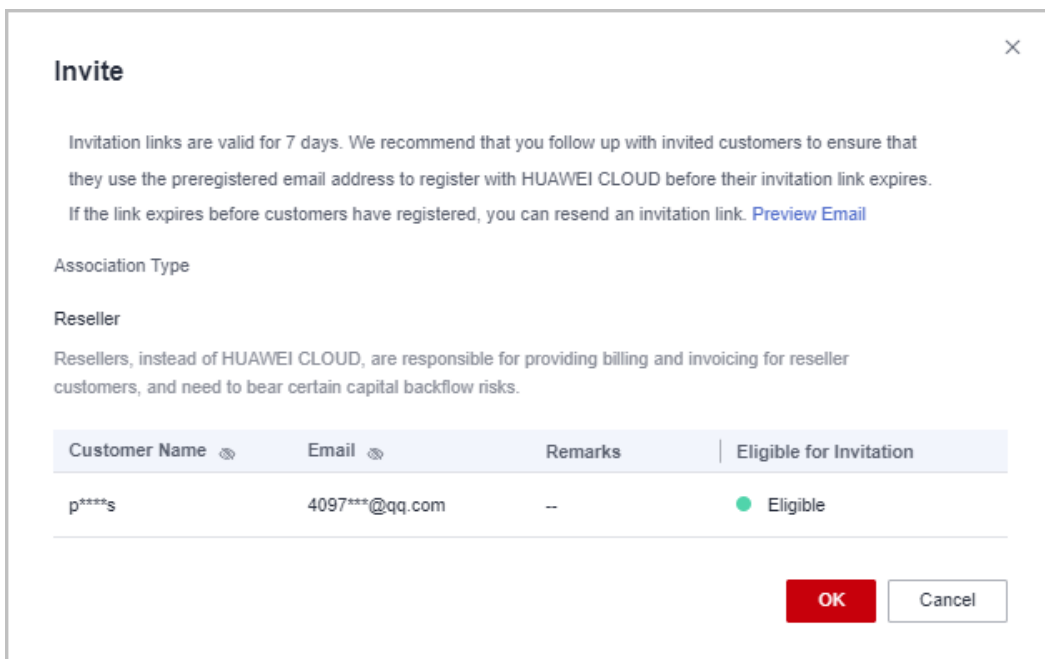 Invite
Invitation links are valid for 7 days. We recommend that you follow up with invited customers to ensure that
they use the preregistered email address to register with HUAWEI CLOUD before their invitation link expires.
If the link expires before customers have registered, you can resend an invitation link. Preview Email
Association Type
Reseller
Resellers, instead of HUAWEI CLOUD, are responsible for providing billing and invoicing for reseller
customers, and need to bear certain capital backflow risks.
Customer Name Email Remarks Eligible for Invitation
p****s 4097***@qq.com -- Eligible
OK Cancel